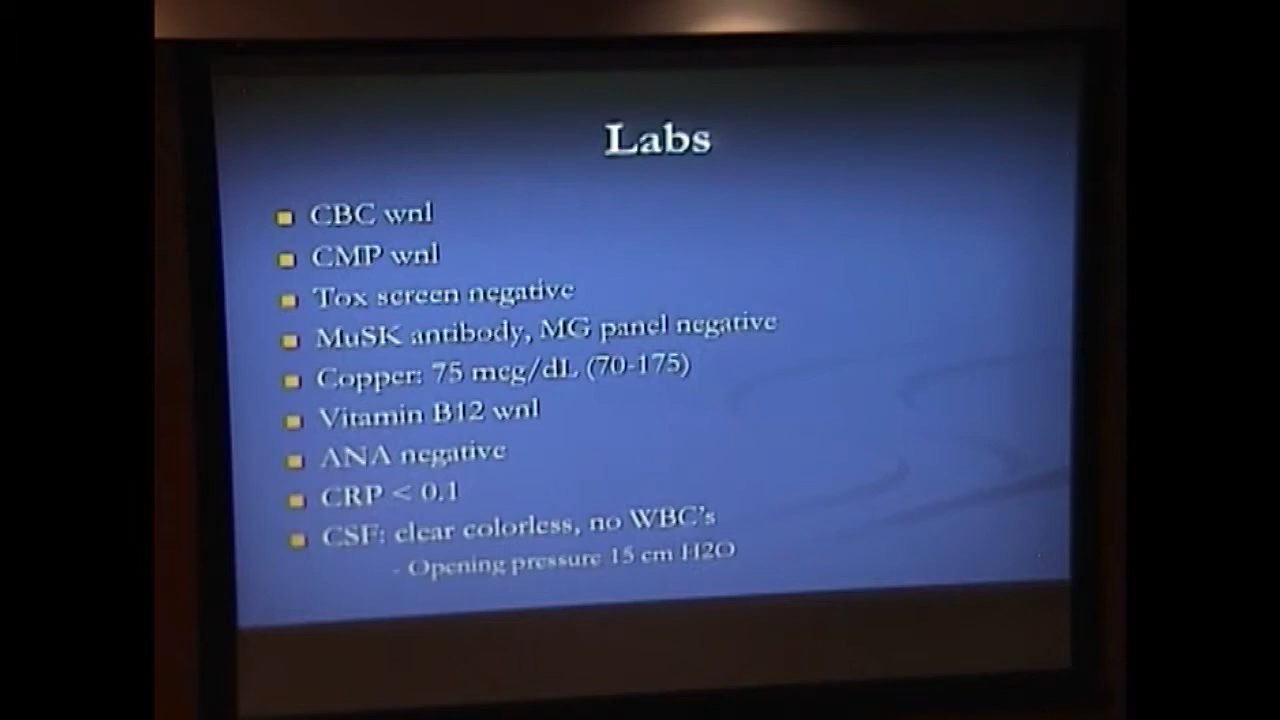 Labs
CBC wnl
CMP wnl
Tox screen negative
MuSK antibody, MG panel negative
Copper: 75 mcg/dL (70-175)
Vitamin B12 wnl
ANA negative
CRP < 0.1
CSF: clear colorless, no WBC's
- Opening pressure 15 cm H2O